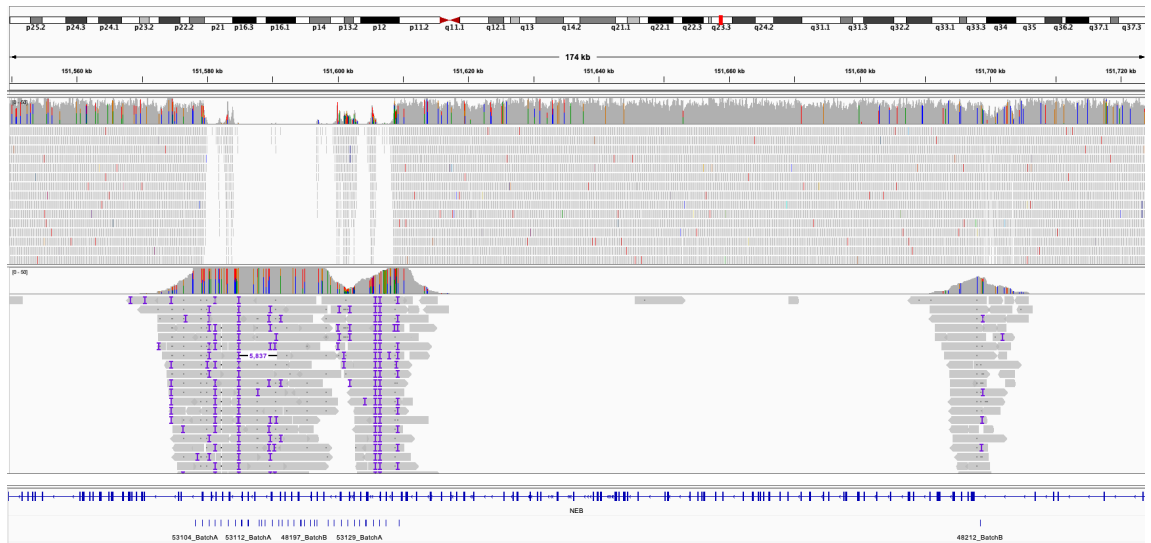 p25.2 p24.3 p24.1 p23.2 p22 p21 p16.3 p16.1 p14 p13.2 p12 p11.2 q11.1 q12.1 q13 q14.2 q21.1 q22.1 q22.3 q23.3 q24.2 q31.1 q31.3 q32.2 q33.1 q33.3 q34 q35 q36.2 q37.1 q37.3
174 kb
151,560 kb 151,580 kb 151,600 kb 151,620 kb 151,640 kb 151,660 kb 151,680 kb 151,700 kb 151,720 kb
[0 - 50]
5,837
NEB
53104_BatchA 53112_BatchA 48197_BatchB 53129_BatchA 48212_BatchB